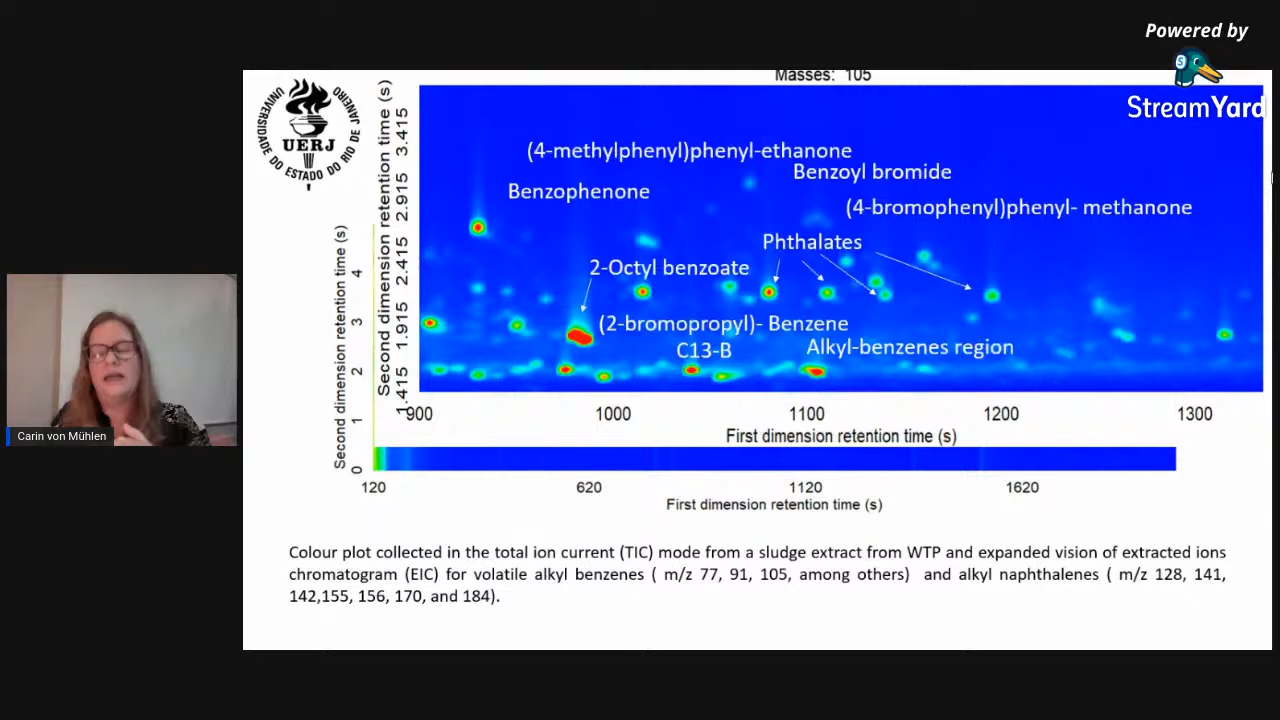 Powered by
StreamYard
Masses: 105
UNIVERSIDADE DO ESTADO DO RIO DE JANEIRO
UERJ
Second dimension retention time (s)
3.415
2.915
2.415
1.915
1.415
(4-methylphenyl)phenyl-ethanone
Benzoyl bromide
Benzophenone
(4-bromophenyl)phenyl- methanone
Phthalates
2-Octyl benzoate
(2-bromopropyl)- Benzene
C13-B
Alkyl-benzenes region
900 1000 1100 1200 1300
First dimension retention time (s)
Second dimension retention time (s)
4
3
2
1
0
120 620 1120 1620
First dimension retention time (s)
Carin von Mühlen
Colour plot collected in the total ion current (TIC) mode from a sludge extract from WTP and expanded vision of extracted ions
chromatogram (EIC) for volatile alkyl benzenes ( m/z 77, 91, 105, among others) and alkyl naphthalenes ( m/z 128, 141,
142,155, 156, 170, and 184).